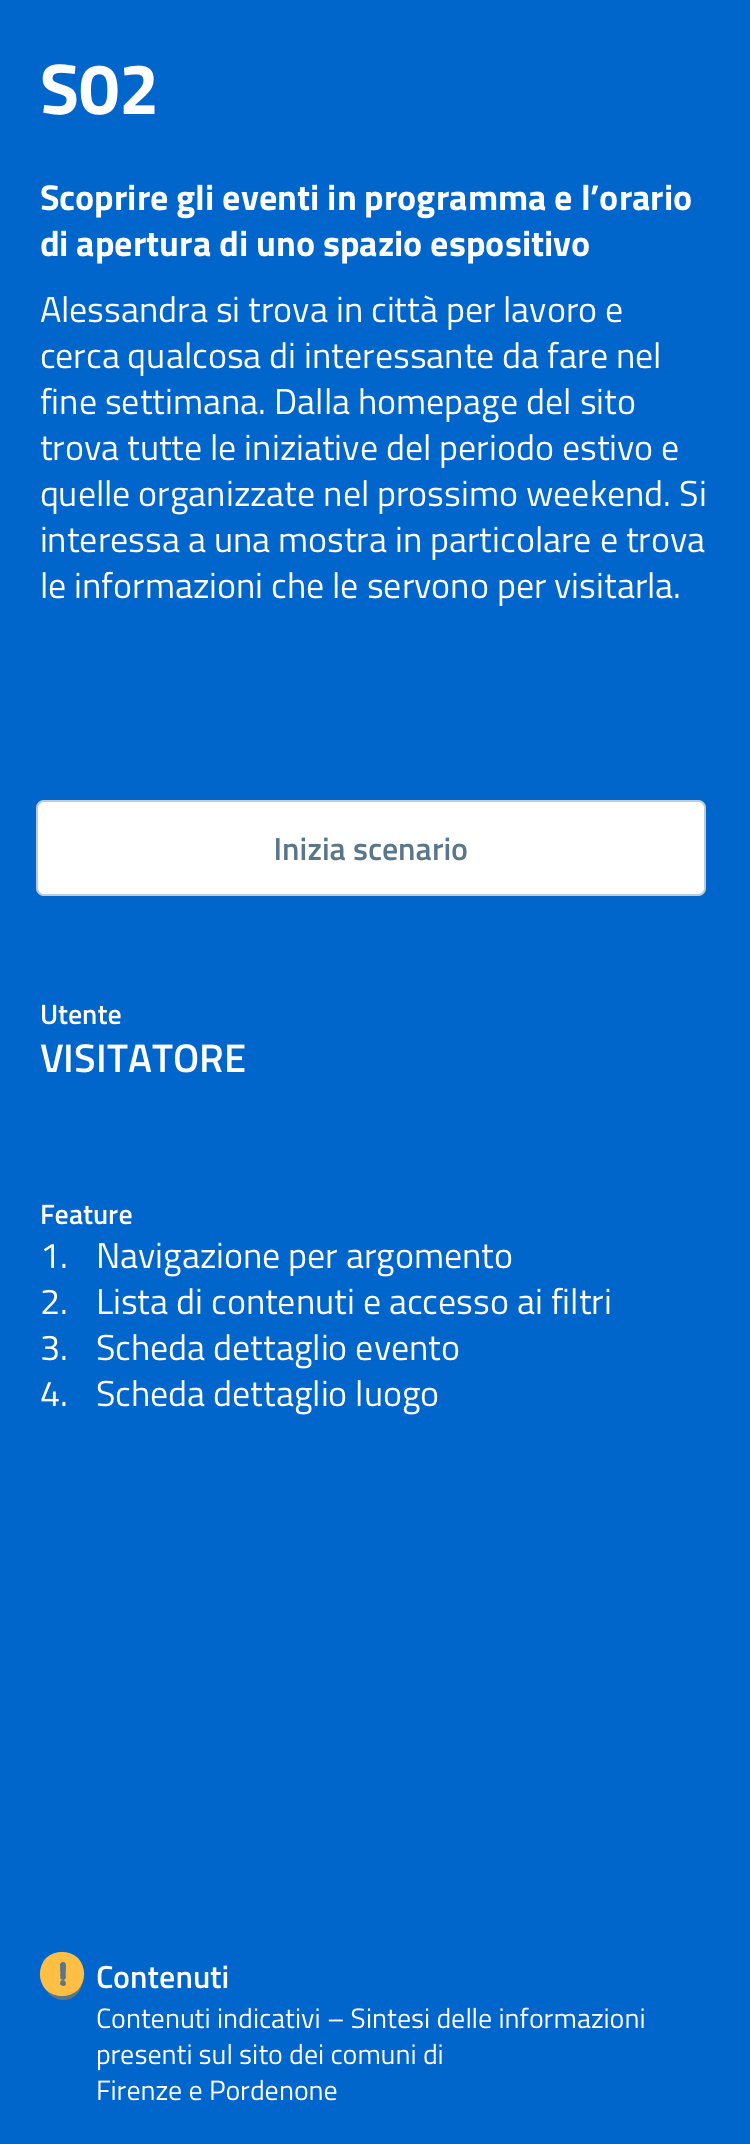 S02
Scoprire gli eventi in programma e l’orario
di apertura di uno spazio espositivo
Alessandra si trova in città per lavoro e
cerca qualcosa di interessante da fare nel
fine settimana. Dalla homepage del sito
trova tutte le iniziative del periodo estivo e
quelle organizzate nel prossimo weekend. Si
interessa a una mostra in particolare e trova
le informazioni che le servono per visitarla.
Inizia scenario
Utente
VISITATORE
Feature
1. Navigazione per argomento
2. Lista di contenuti e accesso ai filtri
3. Scheda dettaglio evento
4. Scheda dettaglio luogo
Contenuti
Contenuti indicativi – Sintesi delle informazioni
presenti sul sito dei comuni di
Firenze e Pordenone